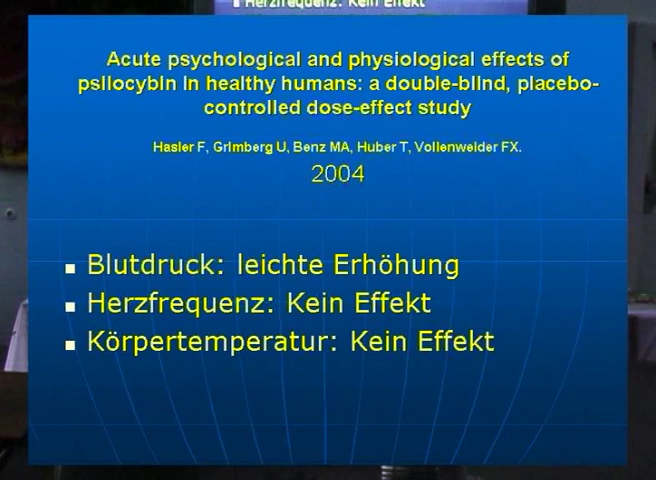 Herzfrequenz: Kein Effekt
Acute psychological and physiological effects of
psilocybin in healthy humans: a double-blind, placebo-
controlled dose-effect study
Hasler F, Grimberg U, Benz MA, Huber T, Vollenweider FX.
2004
Blutdruck: leichte Erhöhung
Herzfrequenz: Kein Effekt
Körpertemperatur: Kein Effekt